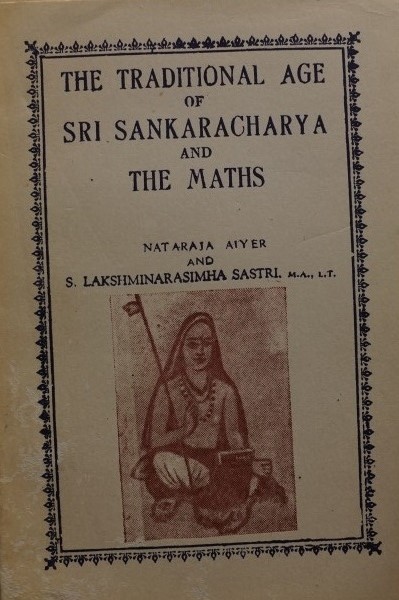 THE TRADITIONAL AGE
OF
SRI SANKARACHARYA
AND
THE MATHS
NATARAJA AIYER
AND
S. LAKSHMINARASIMHA SASTRI, M.A., L.T.